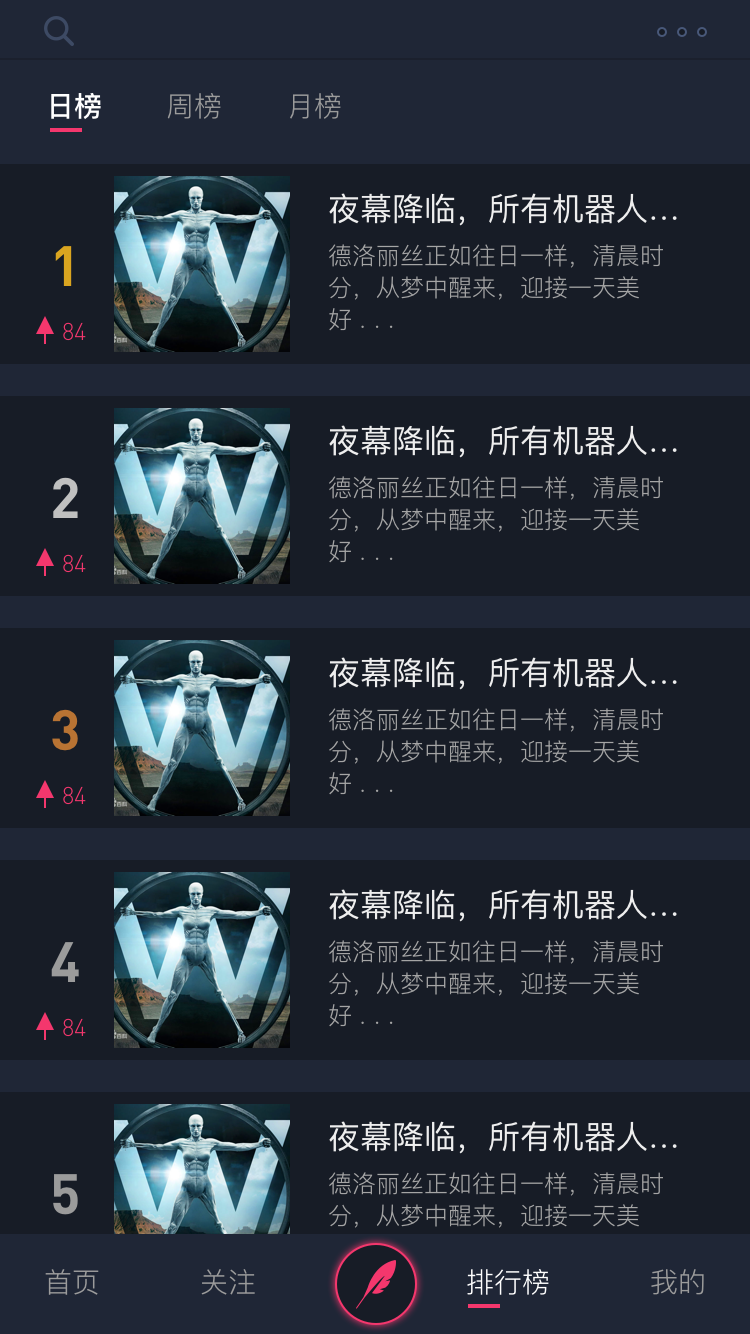 日榜 周榜 月榜
夜幕降临，所有机器人...
1
德洛丽丝正如往日一样，清晨时
分，从梦中醒来，迎接一天美
好 . . .
84
夜幕降临，所有机器人...
2
德洛丽丝正如往日一样，清晨时
分，从梦中醒来，迎接一天美
好 . . .
84
夜幕降临，所有机器人...
3
德洛丽丝正如往日一样，清晨时
分，从梦中醒来，迎接一天美
好 . . .
84
夜幕降临，所有机器人...
4
德洛丽丝正如往日一样，清晨时
分，从梦中醒来，迎接一天美
好 . . .
84
夜幕降临，所有机器人...
5
德洛丽丝正如往日一样，清晨时
分，从梦中醒来，迎接一天美
首页 关注 排行榜 我的